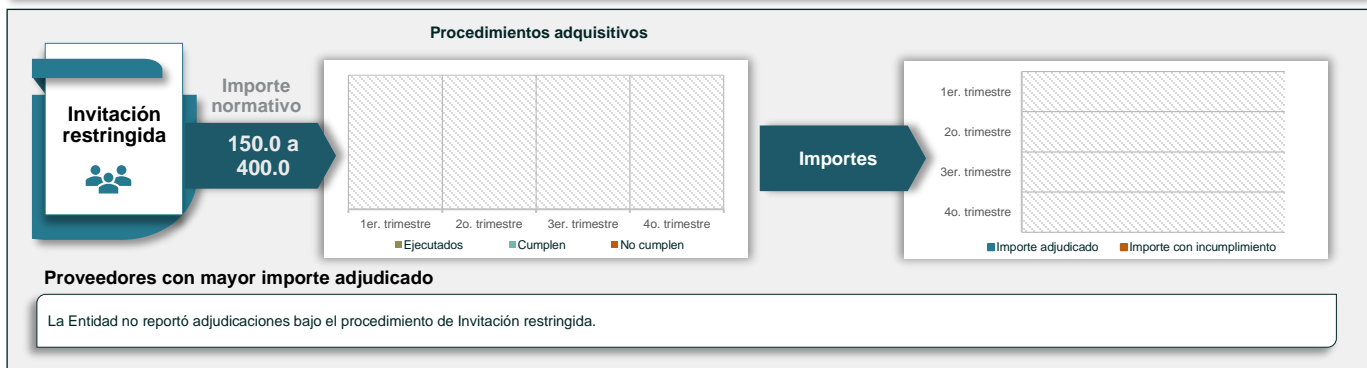 Procedimientos adquisitivos
Invitación
restringida
Importe
normativo
150.0 a
400.0
1er. trimestre
2o. trimestre
3er. trimestre
4o. trimestre
Ejecutados
Cumplen
No cumplen
Importes
1er. trimestre
2o. trimestre
3er. trimestre
4o. trimestre
Importe adjudicado
Importe con incumplimiento
Proveedores con mayor importe adjudicado
La Entidad no reportó adjudicaciones bajo el procedimiento de Invitación restringida.